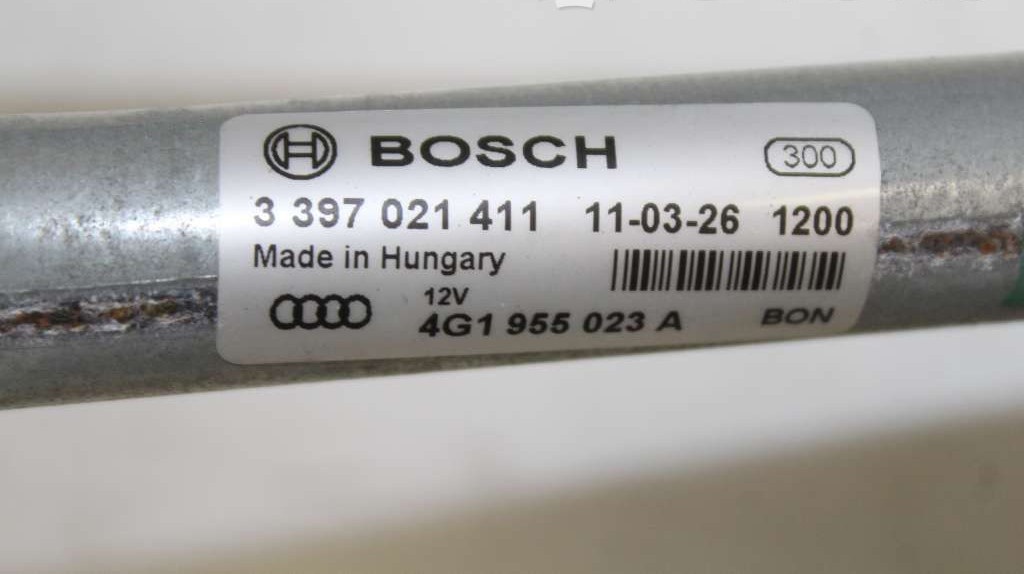 BOSCH 300
3 397 021 411 11-03-26 1200
Made in Hungary
12V
4G1 955 023 A BON